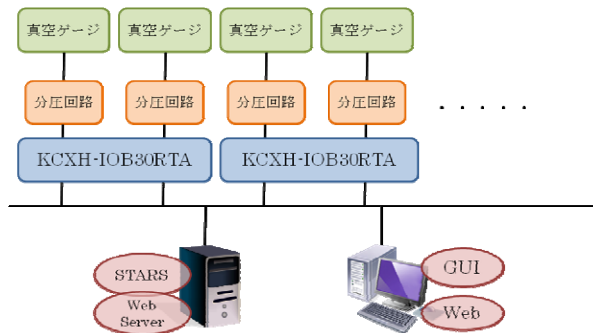 真空ゲージ 真空ゲージ 真空ゲージ 真空ゲージ
分圧回路 分圧回路 分圧回路 分圧回路 . . . . .
KCXH-IOB30RTA KCXH-IOB30RTA
STARS
Web
Server
GUI
Web